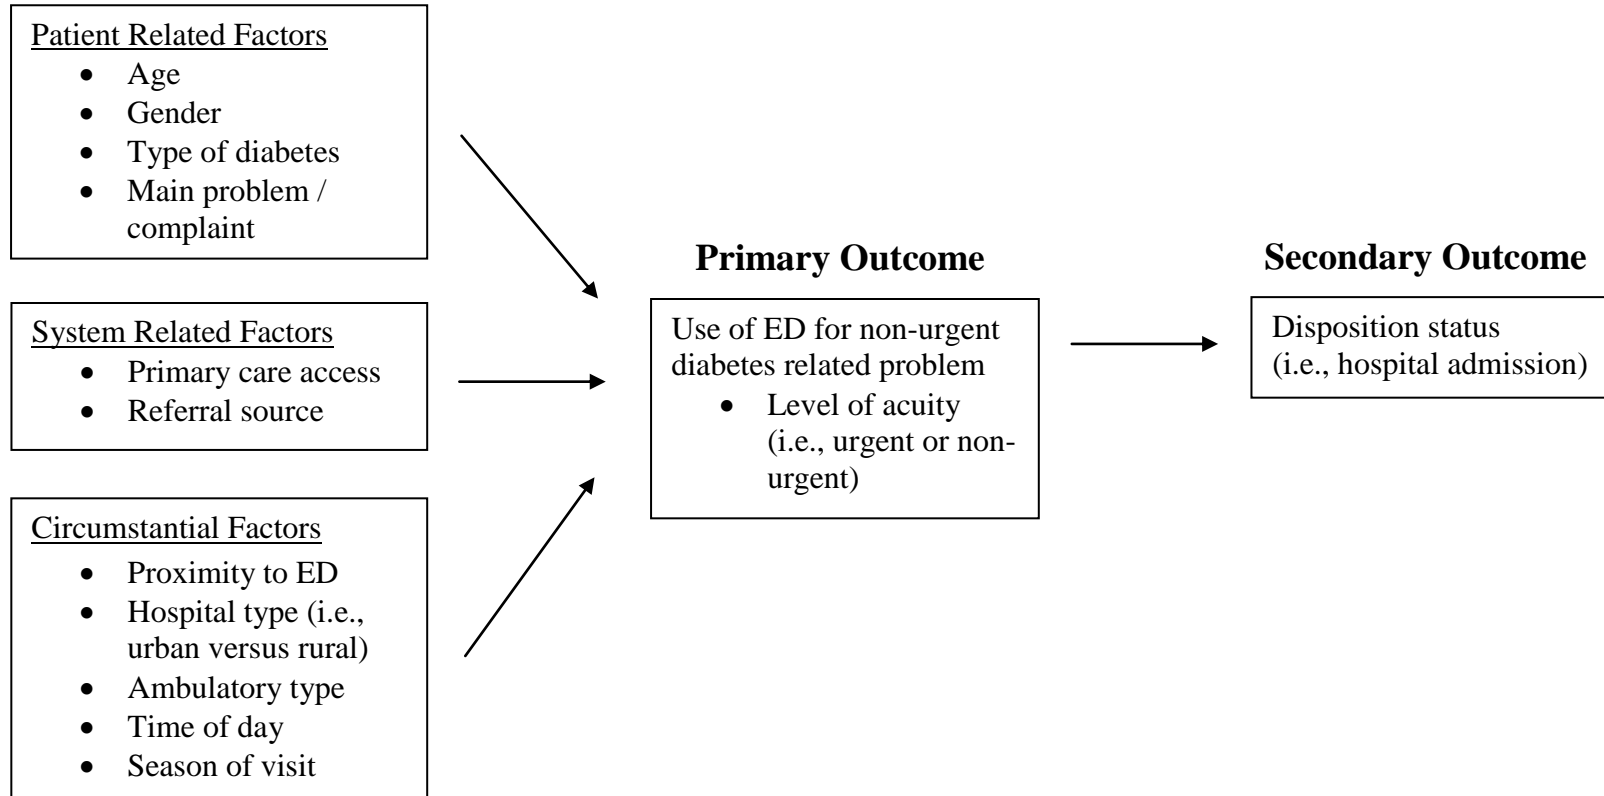 Patient Related Factors
• Age
• Gender
• Type of diabetes
• Main problem /
complaint
System Related Factors
• Primary care access
• Referral source
Circumstantial Factors
• Proximity to ED
• Hospital type (i.e.,
urban versus rural)
• Ambulatory type
• Time of day
• Season of visit
Primary Outcome
Use of ED for non-urgent
diabetes related problem
• Level of acuity
(i.e., urgent or non-
urgent)
Secondary Outcome
Disposition status
(i.e., hospital admission)